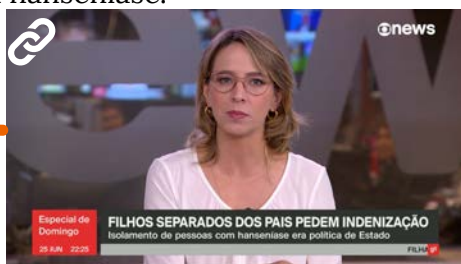 hanseníase.
news
Especial de
Domingo
25 JUN 22:25
FILHOS SEPARADOS DOS PAIS PEDEM INDENIZAÇÃO
Isolamento de pessoas com hanseníase era política de Estado
FILHA